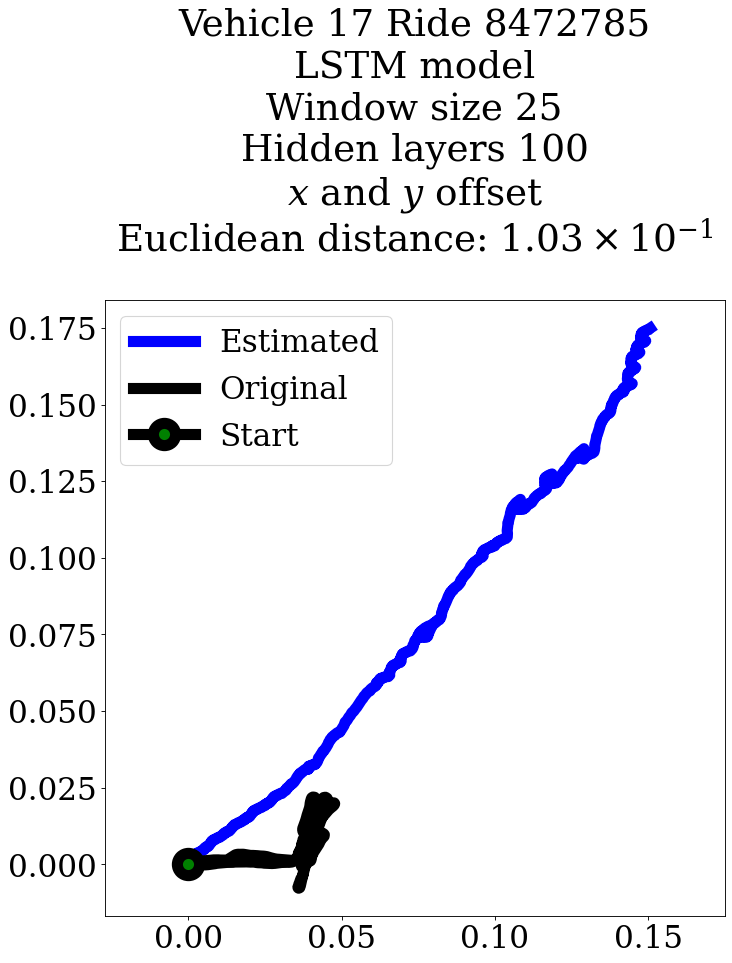 Vehicle 17 Ride 8472785
LSTM model
Window size 25
Hidden layers 100
x and y offset
Euclidean distance: 1.03 × 10⁻¹
Estimated
Original
Start
0.175
0.150
0.125
0.100
0.075
0.050
0.025
0.000
0.00 0.05 0.10 0.15